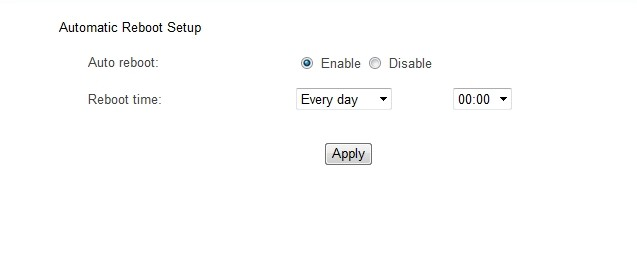 Automatic Reboot Setup
Auto reboot: Enable Disable
Reboot time: Every day 00:00
Apply